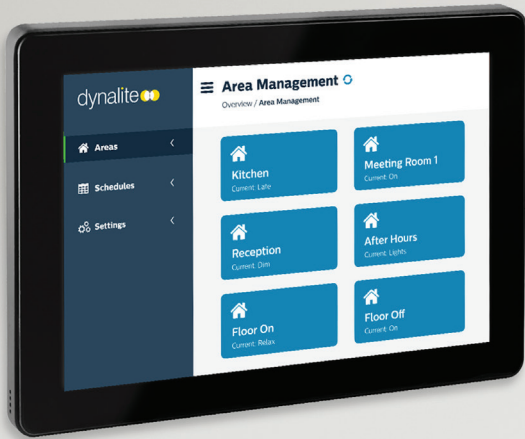 dynalite
Areas
Schedules
Settings
Area Management
Overview / Area Management
Kitchen
Current: Late
Meeting Room 1
Current: On
Reception
Current: Dim
After Hours
Current: Lights
Floor On
Current: Relax
Floor Off
Current: On